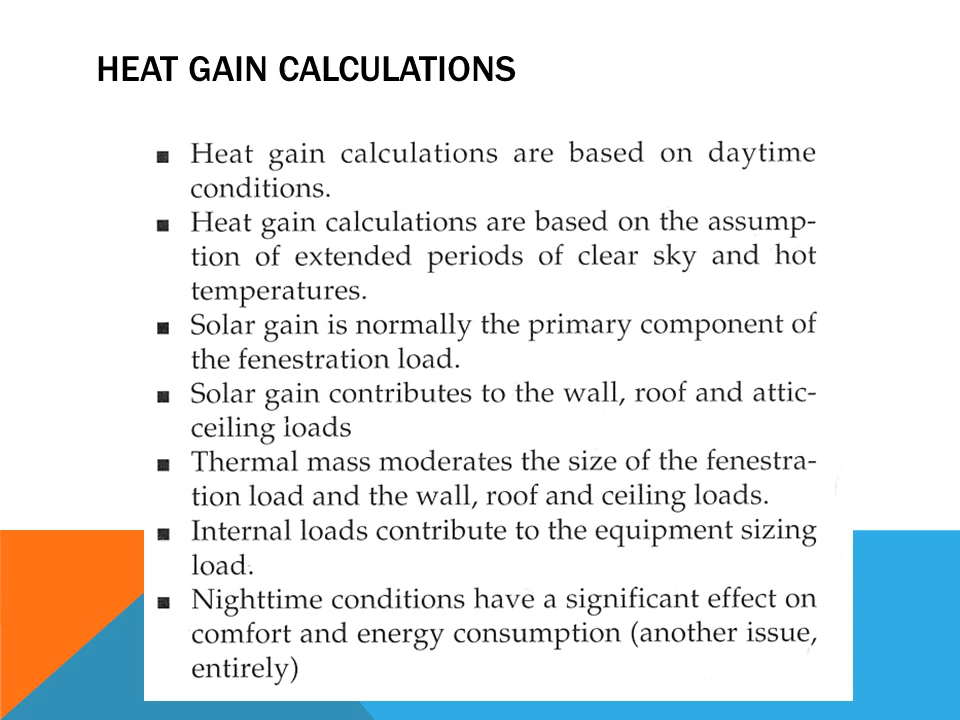 HEAT GAIN CALCULATIONS
▪ Heat gain calculations are based on daytime
conditions.
▪ Heat gain calculations are based on the assump-
tion of extended periods of clear sky and hot
temperatures.
▪ Solar gain is normally the primary component of
the fenestration load.
▪ Solar gain contributes to the wall, roof and attic-
ceiling loads
▪ Thermal mass moderates the size of the fenestra-
tion load and the wall, roof and ceiling loads.
▪ Internal loads contribute to the equipment sizing
load.
▪ Nighttime conditions have a significant effect on
comfort and energy consumption (another issue,
entirely)